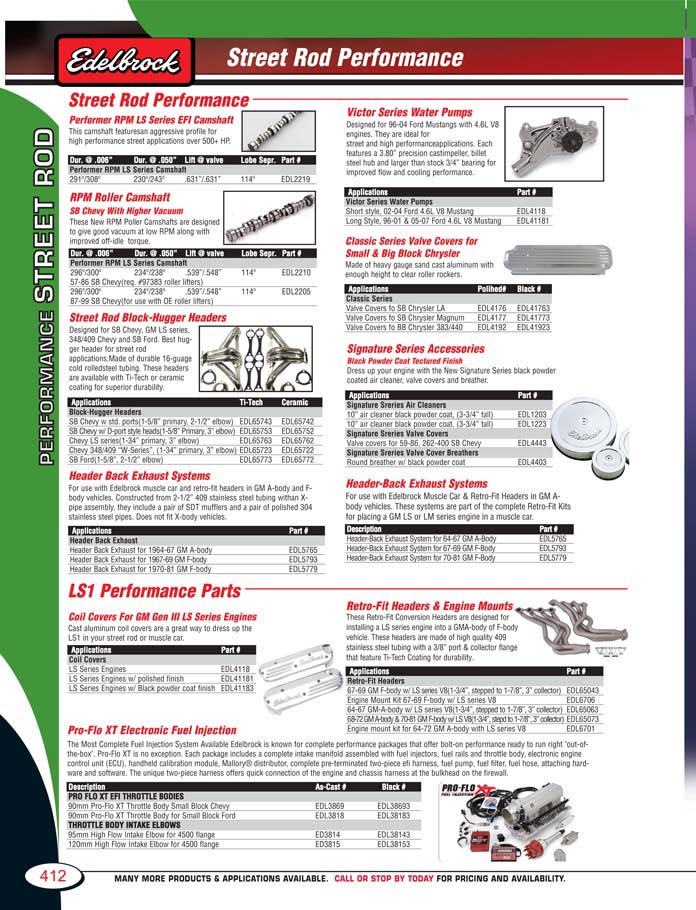 Edelbrock
Street Rod Performance
PERFORMANCE STREET ROD
Street Rod Performance
Performer RPM LS Series EFI Camshaft
This camshaft featuresan aggressive profile for
high performance street applications over 500+ HP.
Dur. @ .006" Dur. @ .050" Lift @ valve Lobe Sepr. Part #
Performer RPM LS Series Camshaft
291º/308º 230º/243º .631"/.631" 114º EDL2219
RPM Roller Camshaft
SB Chevy With Higher Vacuum
These New RPM Poller Camshafts are designed
to give good vacuum at low RPM along with
improved off-idle torque.
Dur. @ .006" Dur. @ .050" Lift @ valve Lobe Sepr. Part #
Performer RPM LS Series Camshaft
296º/300º 234º/238º .539"/.548" 114º EDL2210
57-86 SB Chevy(req. #97383 roller lifters)
296º/300º 234º/238º .539"/.548" 114º EDL2205
87-99 SB Chevy(for use with OE roller lifters)
Street Rod Block-Hugger Headers
Designed for SB Chevy, GM LS series,
348/409 Chevy and SB Ford. Best hug-
ger header for street rod
applications.Made of durable 16-guage
cold rolledsteel tubing. These headers
are available with Ti-Tech or ceramic
coating for superior durability.
Applications Ti-Tech Ceramic
Block-Hugger Headers
SB Chevy w std. ports(1-5/8" primary, 2-1/2" elbow) EDL65743 EDL65742
SB Chevy w/ D-port style heads(1-5/8" Primary, 3" elbow) EDL65753 EDL65752
Chevy LS series(1-34" primary, 3" elbow) EDL65763 EDL65762
Chevy 348/409 "W-Series", (1-34" primary, 3" elbow) EDL65723 EDL65722
SB Ford(1-5/8", 2-1/2" elbow) EDL65773 EDL65772
Header Back Exhaust Systems
For use with Edelbrock muscle car and retro-fit headers in GM A-body and F-
body vehicles. Constructed from 2-1/2" 409 stainless steel tubing withan X-
pipe assembly, they include a pair of SDT mufflers and a pair of polished 304
stainless steel pipes. Does not fit X-body vehicles.
Applications Part #
Header Back Exhaust
Header Back Exhaust for 1964-67 GM A-body EDL5765
Header Back Exhaust for 1967-69 GM F-body EDL5793
Header Back Exhaust for 1970-81 GM F-body EDL5779
Victor Series Water Pumps
Designed for 96-04 Ford Mustangs with 4.6L V8
engines. They are ideal for
street and high performanceapplications. Each
features a 3.80" precision castimpeller, billet
steel hub and larger than stock 3/4" bearing for
improved flow and cooling performance.
Applications Part #
Victor Series Water Pumps
Short style, 02-04 Ford 4.6L V8 Mustang EDL4118
Long Style, 96-01 & 05-07 Ford 4.6L V8 Mustang EDL41181
Classic Series Valve Covers for
Small & Big Block Chrysler
Made of heavy gauge sand cast aluminum with
enough height to clear roller rockers.
Applications Polihed# Black #
Classic Series
Valve Covers fo SB Chrysler LA EDL4176 EDL41763
Valve Covers fo SB Chrysler Magnum EDL4177 EDL41773
Valve Covers fo BB Chrysler 383/440 EDL4192 EDL41923
Signature Series Accessories
Black Powder Coat Tectured Finish
Dress up your engine with the New Signature Series black powder
coated air cleaner, valve covers and breather.
Applications Part #
Signature Sreries Air Cleaners
10" air cleaner black powder coat, (3-3/4" tall) EDL1203
10" air cleaner black powder coat, (3-3/4" tall) EDL1223
Signature Sreries Valve Covers
Valve covers for 59-86, 262-400 SB Chevy EDL4443
Signature Sreries Valve Cover Breathers
Round breather w/ black powder coat EDL4403
Header-Back Exhaust Systems
For use with Edelbrock Muscle Car & Retro-Fit Headers in GM A-
body vehicles. These systems are part of the complete Retro-Fit Kits
for placing a GM LS or LM series engine in a muscle car.
Description Part #
Header-Back Exhaust System for 64-67 GM A-Body EDL5765
Header-Back Exhaust System for 67-69 GM F-Body EDL5793
Header-Back Exhaust System for 70-81 GM F-Body EDL5779
LS1 Performance Parts
Coil Covers For GM Gen III LS Series Engines
Cast aluminum coil covers are a great way to dress up the
LS1 in your street rod or muscle car.
Applications Part #
Coil Covers
LS Series Engines EDL4118
LS Series Engines w/ polished finish EDL41181
LS Series Engines w/ Black powder coat finish EDL41183
Retro-Fit Headers & Engine Mounts
These Retro-Fit Conversion Headers are designed for
installing a LS series engine into a GMA-body of F-body
vehicle. These headers are made of high quality 409
stainless steel tubing with a 3/8" port & collector flange
that feature Ti-Tech Coating for durability.
Applications Part #
Retro-Fit Headers
67-69 GM F-body w/ LS series V8(1-3/4", stepped to 1-7/8", 3" collector) EDL65043
Engine Mount Kit 67-69 F-body w/ LS series V8 EDL6706
64-67 GM-A-body w/ LS series V8(1-3/4", stepped to 1-7/8", 3" collector) EDL65063
68-72 GM A-body & 70-81 GM F-body w/ LS V8(1-3/4", stepd to 1-7/8", 3" collector) EDL65073
Engine mount kit for 64-72 GM A-body with LS series V8 EDL6701
Pro-Flo XT Electronic Fuel Injection
The Most Complete Fuel Injection System Available Edelbrock is known for complete performance packages that offer bolt-on performance ready to run right 'out-of-
the-box'. Pro-Flo XT is no exception. Each package includes a complete intake manifold assembled with fuel injectors, fuel rails and throttle body, electronic engine
control unit (ECU), handheld calibration module, Mallory® distributor, complete pre-terminated two-piece efi harness, fuel pump, fuel filter, fuel hose, attaching hard-
ware and software. The unique two-piece harness offers quick connection of the engine and chassis harness at the bulkhead on the firewall.
Description As-Cast # Black #
PRO FLO XT EFI THROTTLE BODIES
90mm Pro-Flo XT Throttle Body Small Block Chevy EDL3869 EDL38693
90mm Pro-Flo XT Throttle Body for Small Block Ford EDL3818 EDL38183
THROTTLE BODY INTAKE ELBOWS
95mm High Flow Intake Elbow for 4500 flange ED3814 EDL38143
120mm High Flow Intake Elbow for 4500 flange ED3815 EDL38153
PRO-FLO XT
FUEL INJECTION
412
MANY MORE PRODUCTS & APPLICATIONS AVAILABLE. CALL OR STOP BY TODAY FOR PRICING AND AVAILABILITY.